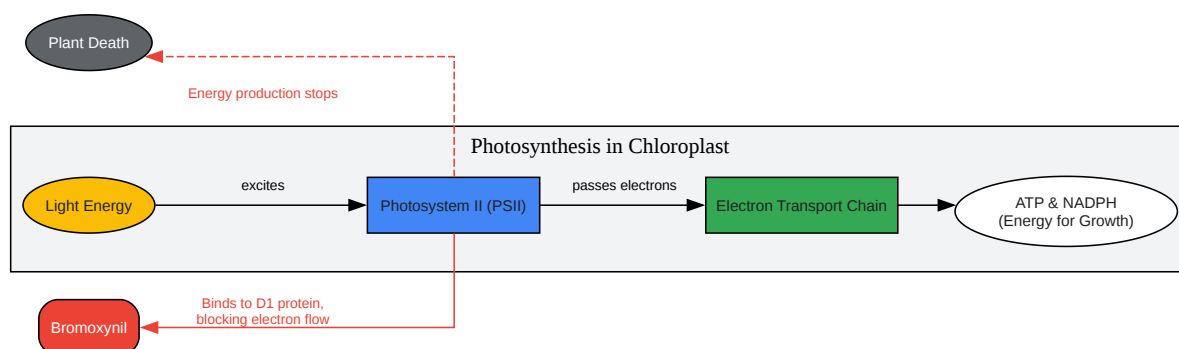 Plant Death
Energy production stops
Photosynthesis in Chloroplast
Light Energy
excites
Photosystem II (PSII)
passes electrons
Electron Transport Chain
ATP & NADPH
(Energy for Growth)
Binds to D1 protein,
blocking electron flow
Bromoxynil